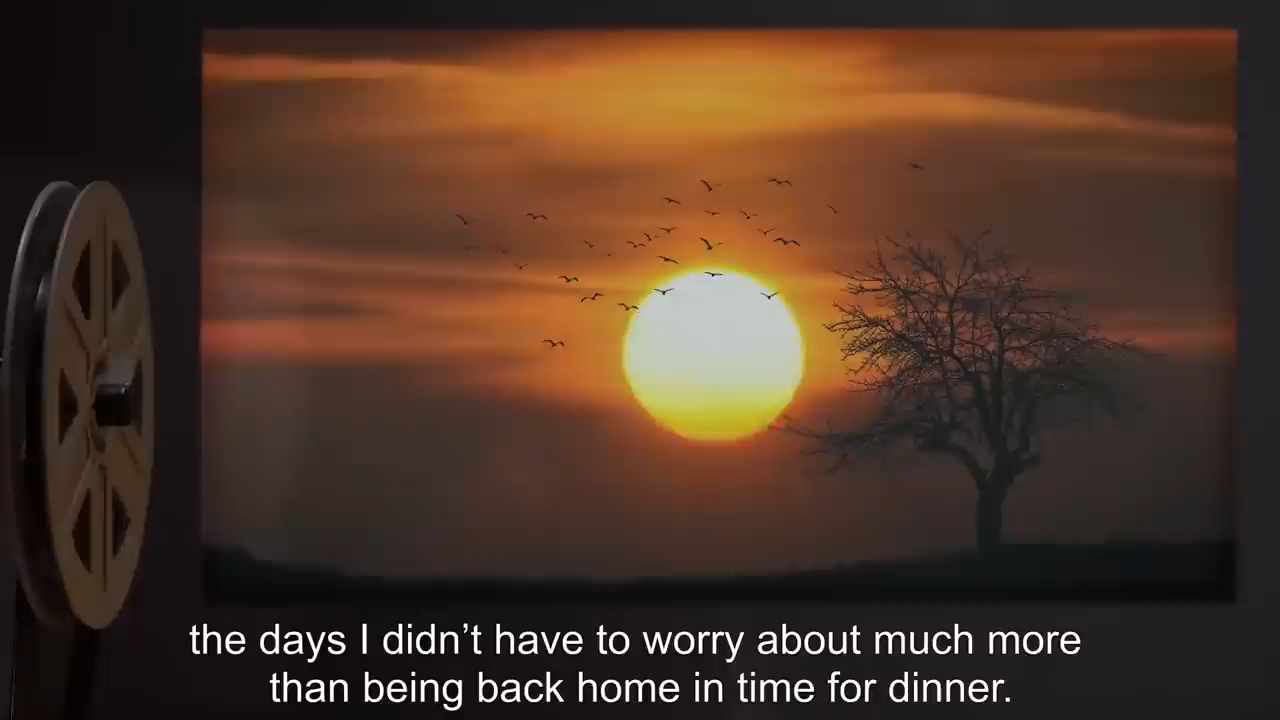 the days I didn’t have to worry about much more
than being back home in time for dinner.